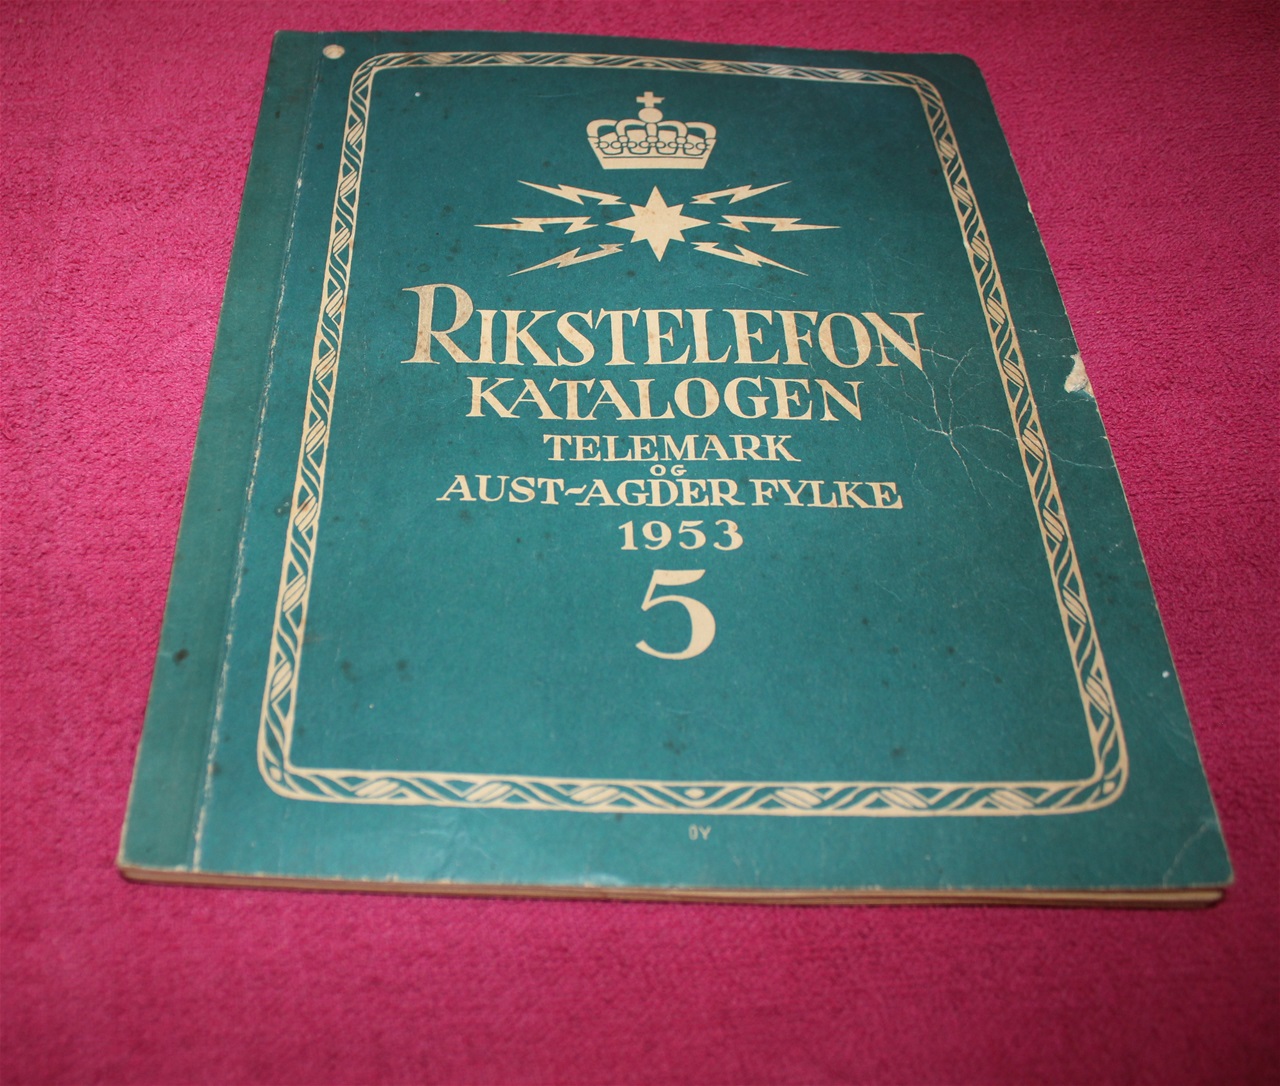 RIKSTELEFON
KATALOGEN
TELEMARK
OG
AUST-AGDER FYLKE
1953
5